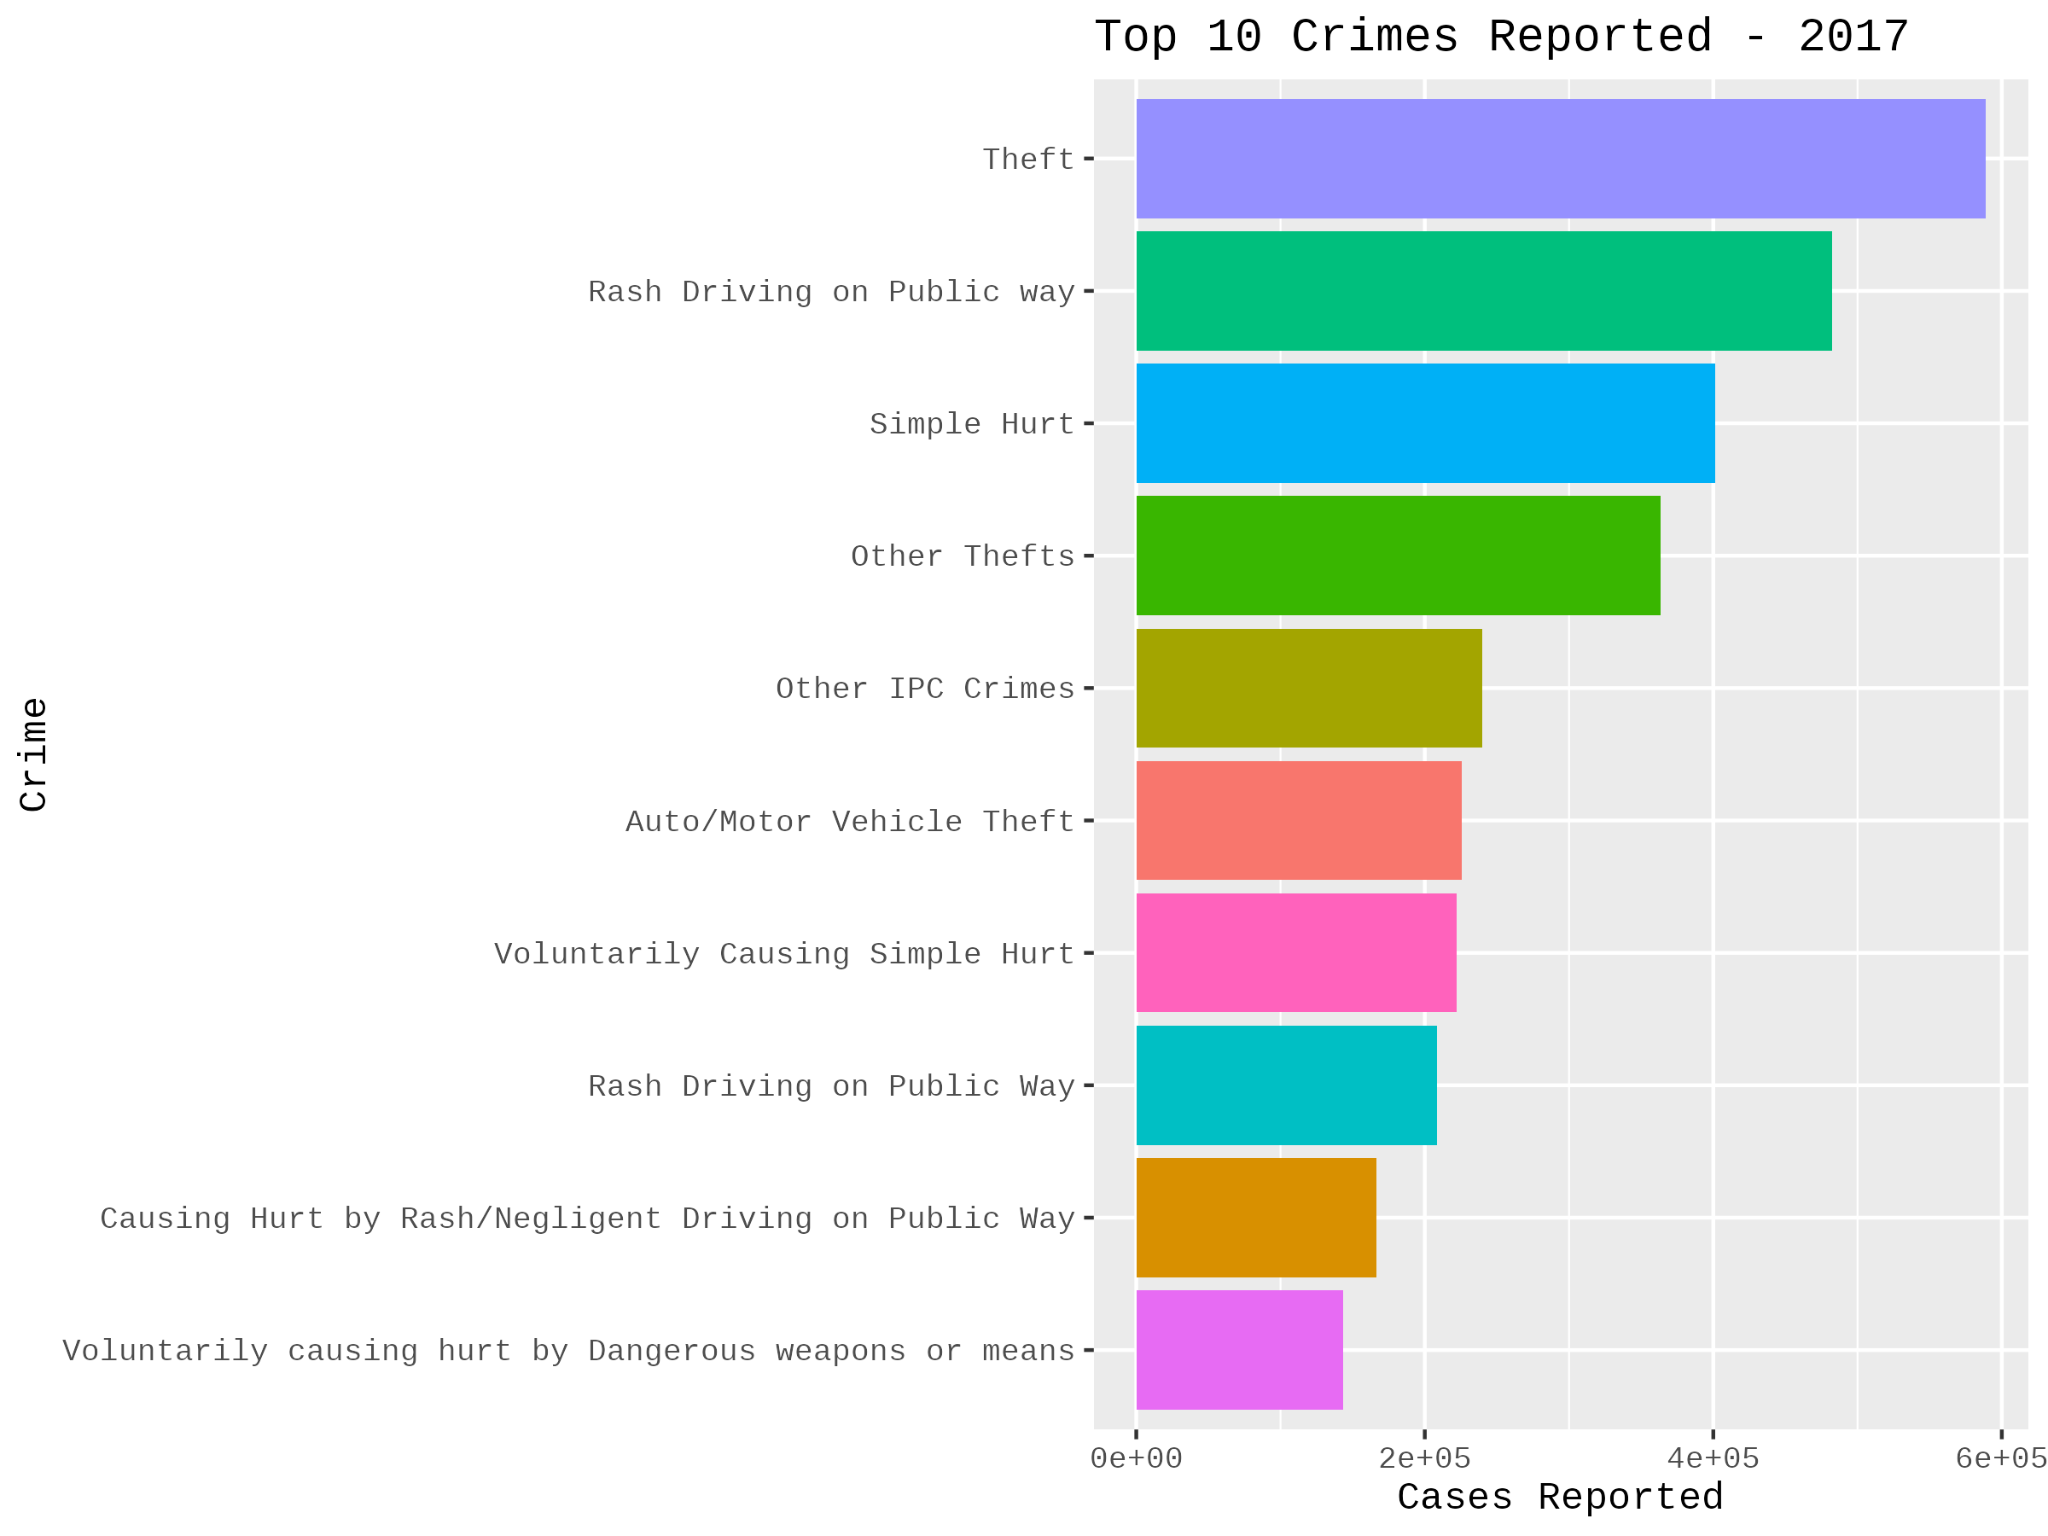 Top 10 Crimes Reported - 2017
Theft
Rash Driving on Public way
Simple Hurt
Other Thefts
Other IPC Crimes
Auto/Motor Vehicle Theft
Voluntarily Causing Simple Hurt
Rash Driving on Public Way
Causing Hurt by Rash/Negligent Driving on Public Way
Voluntarily causing hurt by Dangerous weapons or means
Crime
0e+00 2e+05 4e+05 6e+05
Cases Reported